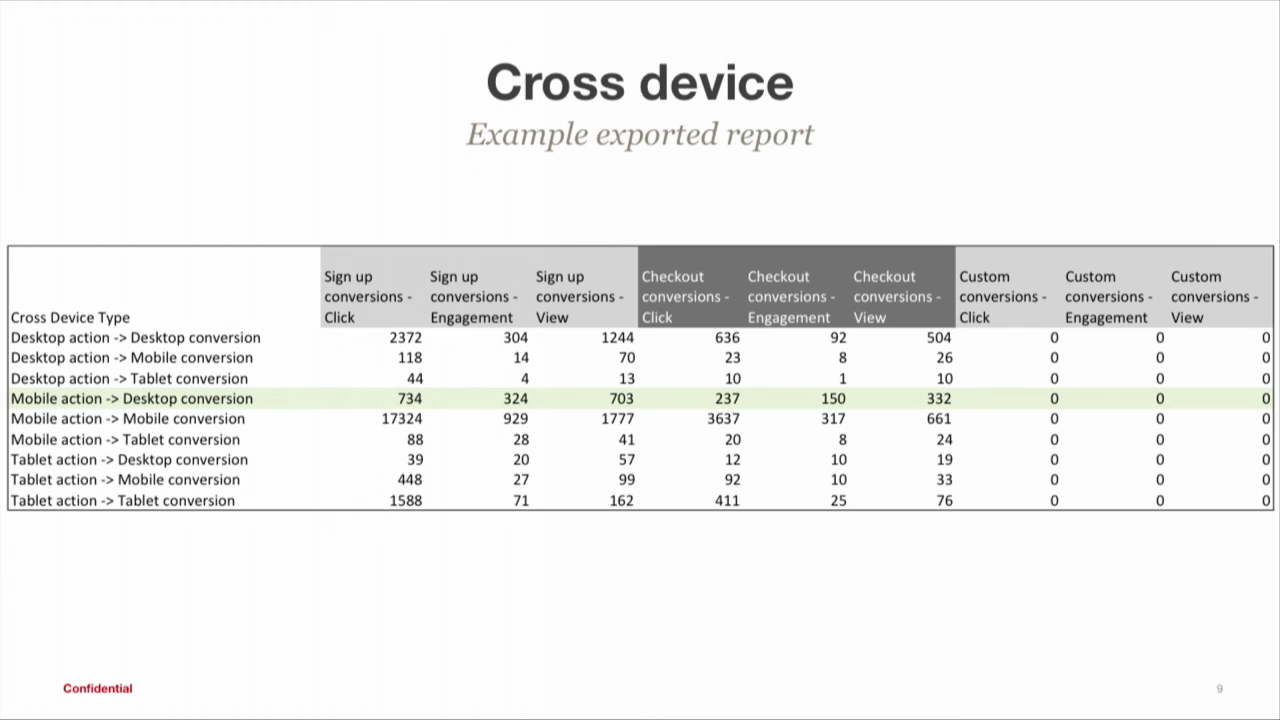 Cross device
Example exported report
Sign up Sign up Sign up Checkout Checkout Checkout Custom Custom Custom
conversions - conversions - conversions - conversions - conversions - conversions - conversions - conversions - conversions -
Cross Device Type Click Engagement View Click Engagement View Click Engagement View
Desktop action -> Desktop conversion 2372 304 1244 636 92 504 0 0 0
Desktop action -> Mobile conversion 118 14 70 23 8 26 0 0 0
Desktop action -> Tablet conversion 44 4 13 10 1 10 0 0 0
Mobile action -> Desktop conversion 734 324 703 237 150 332 0 0 0
Mobile action -> Mobile conversion 17324 929 1777 3637 317 661 0 0 0
Mobile action -> Tablet conversion 88 28 41 20 8 24 0 0 0
Tablet action -> Desktop conversion 39 20 57 12 10 19 0 0 0
Tablet action -> Mobile conversion 448 27 99 92 10 33 0 0 0
Tablet action -> Tablet conversion 1588 71 162 411 25 76 0 0 0
Confidential 9